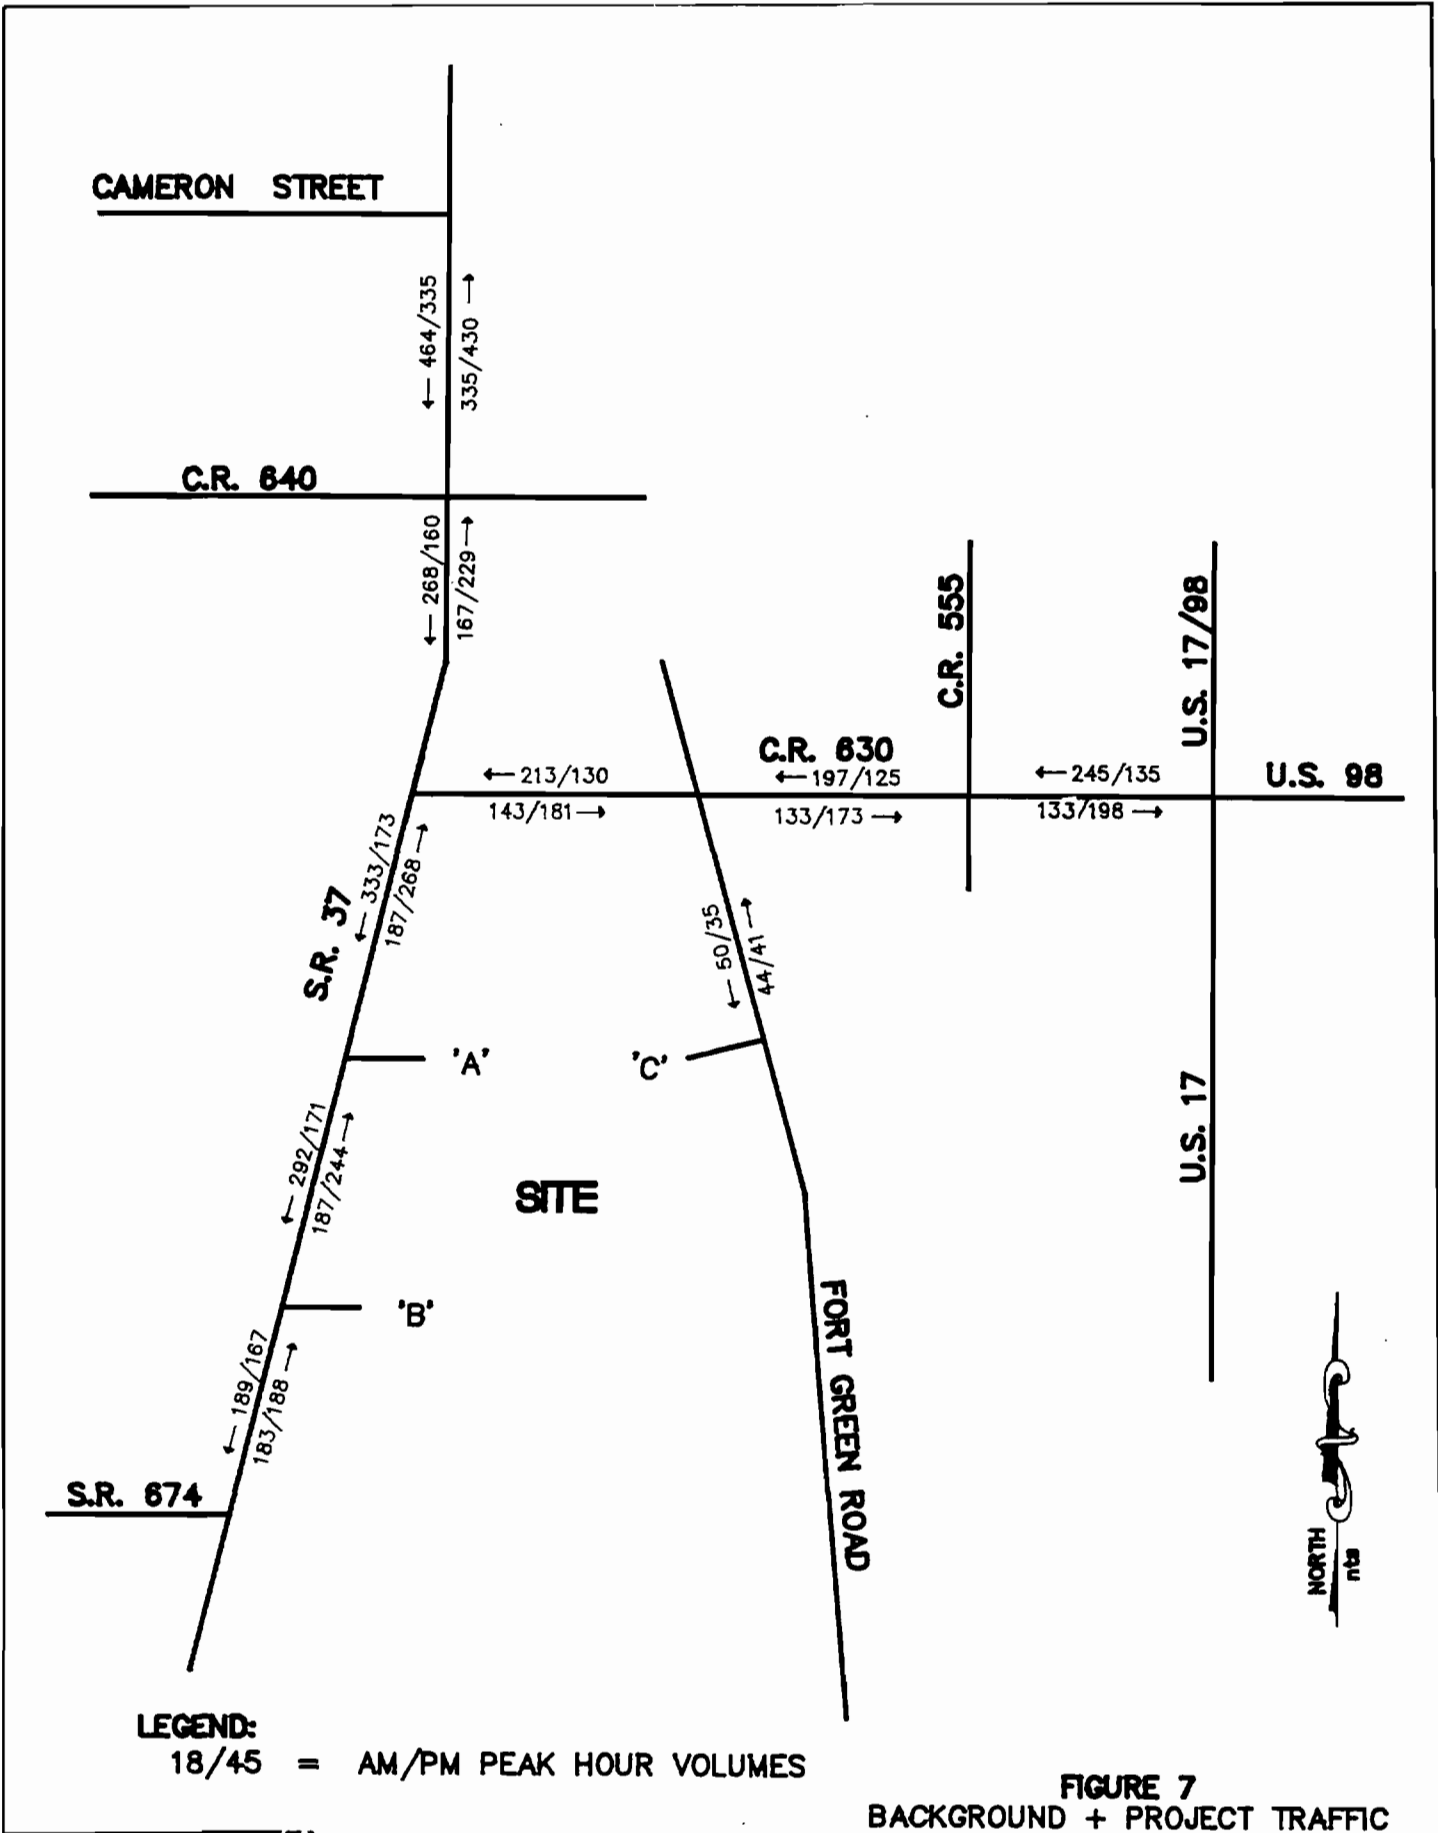 CAMERON STREET
← 464/335
335/430 →
C.R. 640
← 268/160
167/229 →
C.R. 555
U.S. 17/98
C.R. 630
← 213/130
← 197/125
← 245/135
U.S. 98
143/181 →
133/173 →
133/198 →
← 333/173
187/268 →
S.R. 37
← 50/35
44/41 →
'A'
'C'
← 292/171
187/244 →
U.S. 17
SITE
'B'
FORT GREEN ROAD
← 189/167
183/188 →
S.R. 674
NORTH
nts
LEGEND:
18/45 = AM/PM PEAK HOUR VOLUMES
FIGURE 7
BACKGROUND + PROJECT TRAFFIC